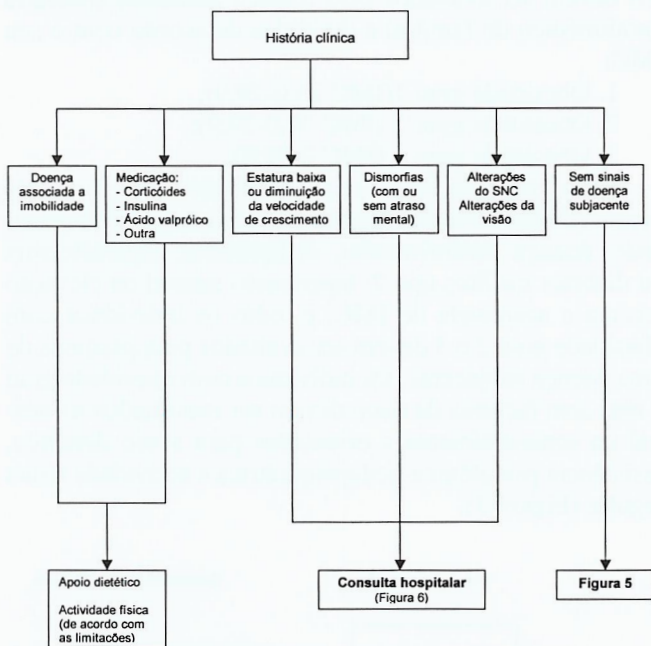 História clínica
Doença
associada a
imobilidade
Medicação:
- Corticóides
- Insulina
- Ácido valpróico
- Outra
Estatura baixa
ou diminuição
da velocidade
de crescimento
Dismorfias
(com ou
sem atraso
mental)
Alterações
do SNC
Alterações da
visão
Sem sinais
de doença
subjacente
Apoio dietético
Actividade física
(de acordo com
as limitações)
Consulta hospitalar
(Figura 6)
Figura 5